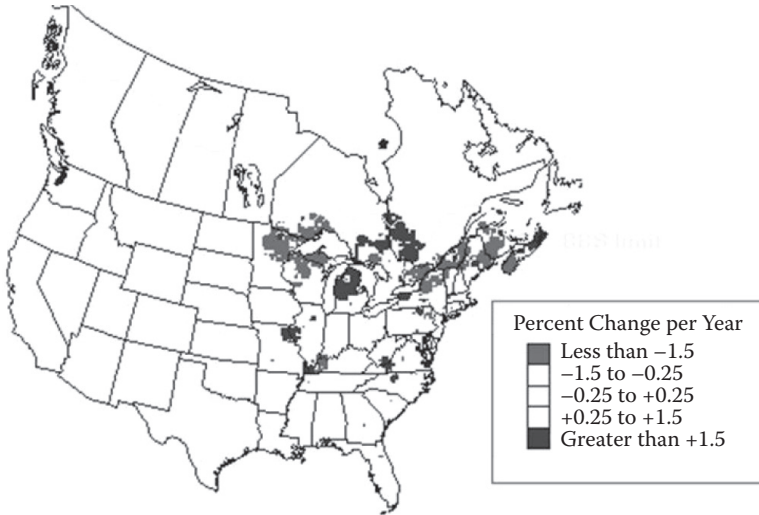 Percent Change per Year
Less than −1.5
−1.5 to −0.25
−0.25 to +0.25
+0.25 to +1.5
Greater than +1.5